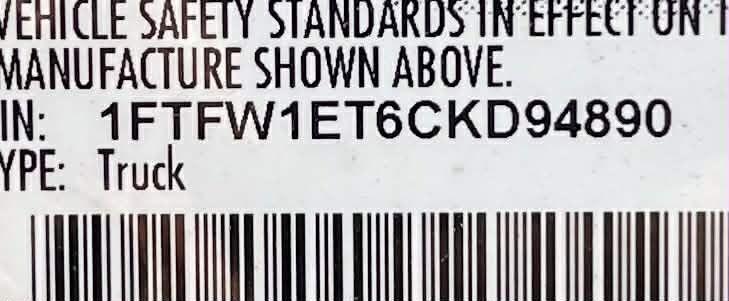 VEHICLE SAFETY STANDARDS IN EFFECT ON
MANUFACTURE SHOWN ABOVE.
IN: 1FTFW1ET6CKD94890
YPE: Truck